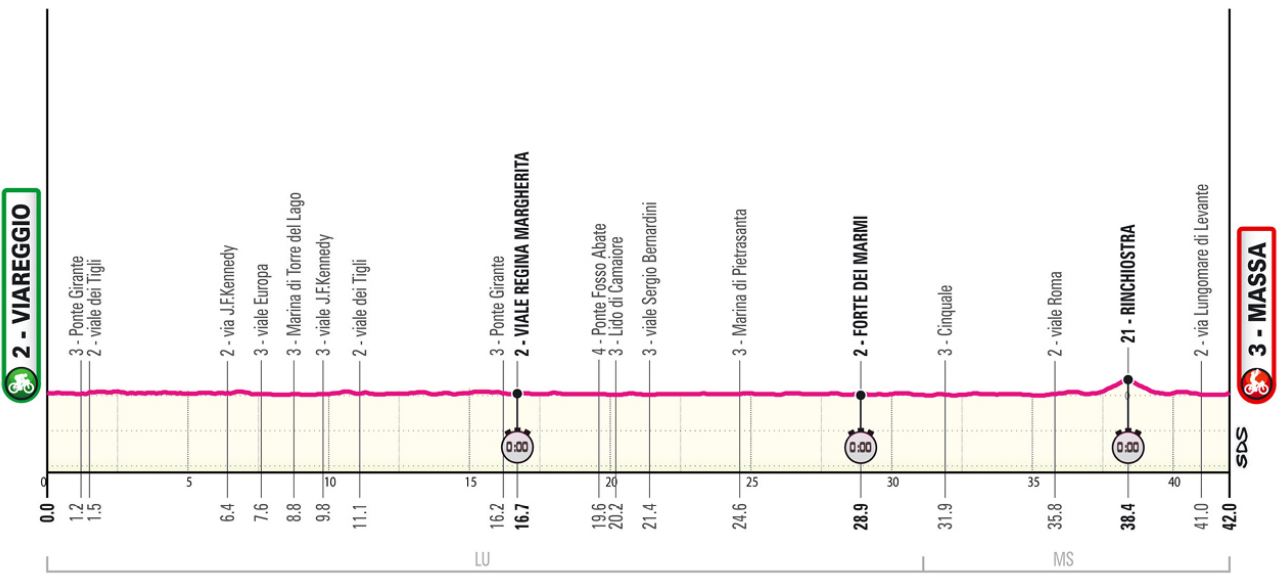 2 - VIAREGGIO
3 - Ponte Girante
2 - viale dei Tigli
2 - via J.F.Kennedy
3 - viale Europa
3 - Marina di Torre del Lago
3 - viale J.F.Kennedy
2 - viale dei Tigli
3 - Ponte Girante
2 - VIALE REGINA MARGHERITA
4 - Ponte Fosso Abate
3 - Lido di Camaiore
3 - viale Sergio Bernardini
3 - Marina di Pietrasanta
2 - FORTE DEI MARMI
3 - Cinquale
2 - viale Roma
21 - RINCHIOSTRA
2 - via Lungomare di Levante
3 - MASSA
0:00
0:00
0:00
SDS
0
5
10
15
20
25
30
35
40
0.0
1.2
1.5
6.4
7.6
8.8
9.8
11.1
16.2
16.7
19.6
20.2
21.4
24.6
28.9
31.9
35.8
38.4
41.0
42.0
LU
MS